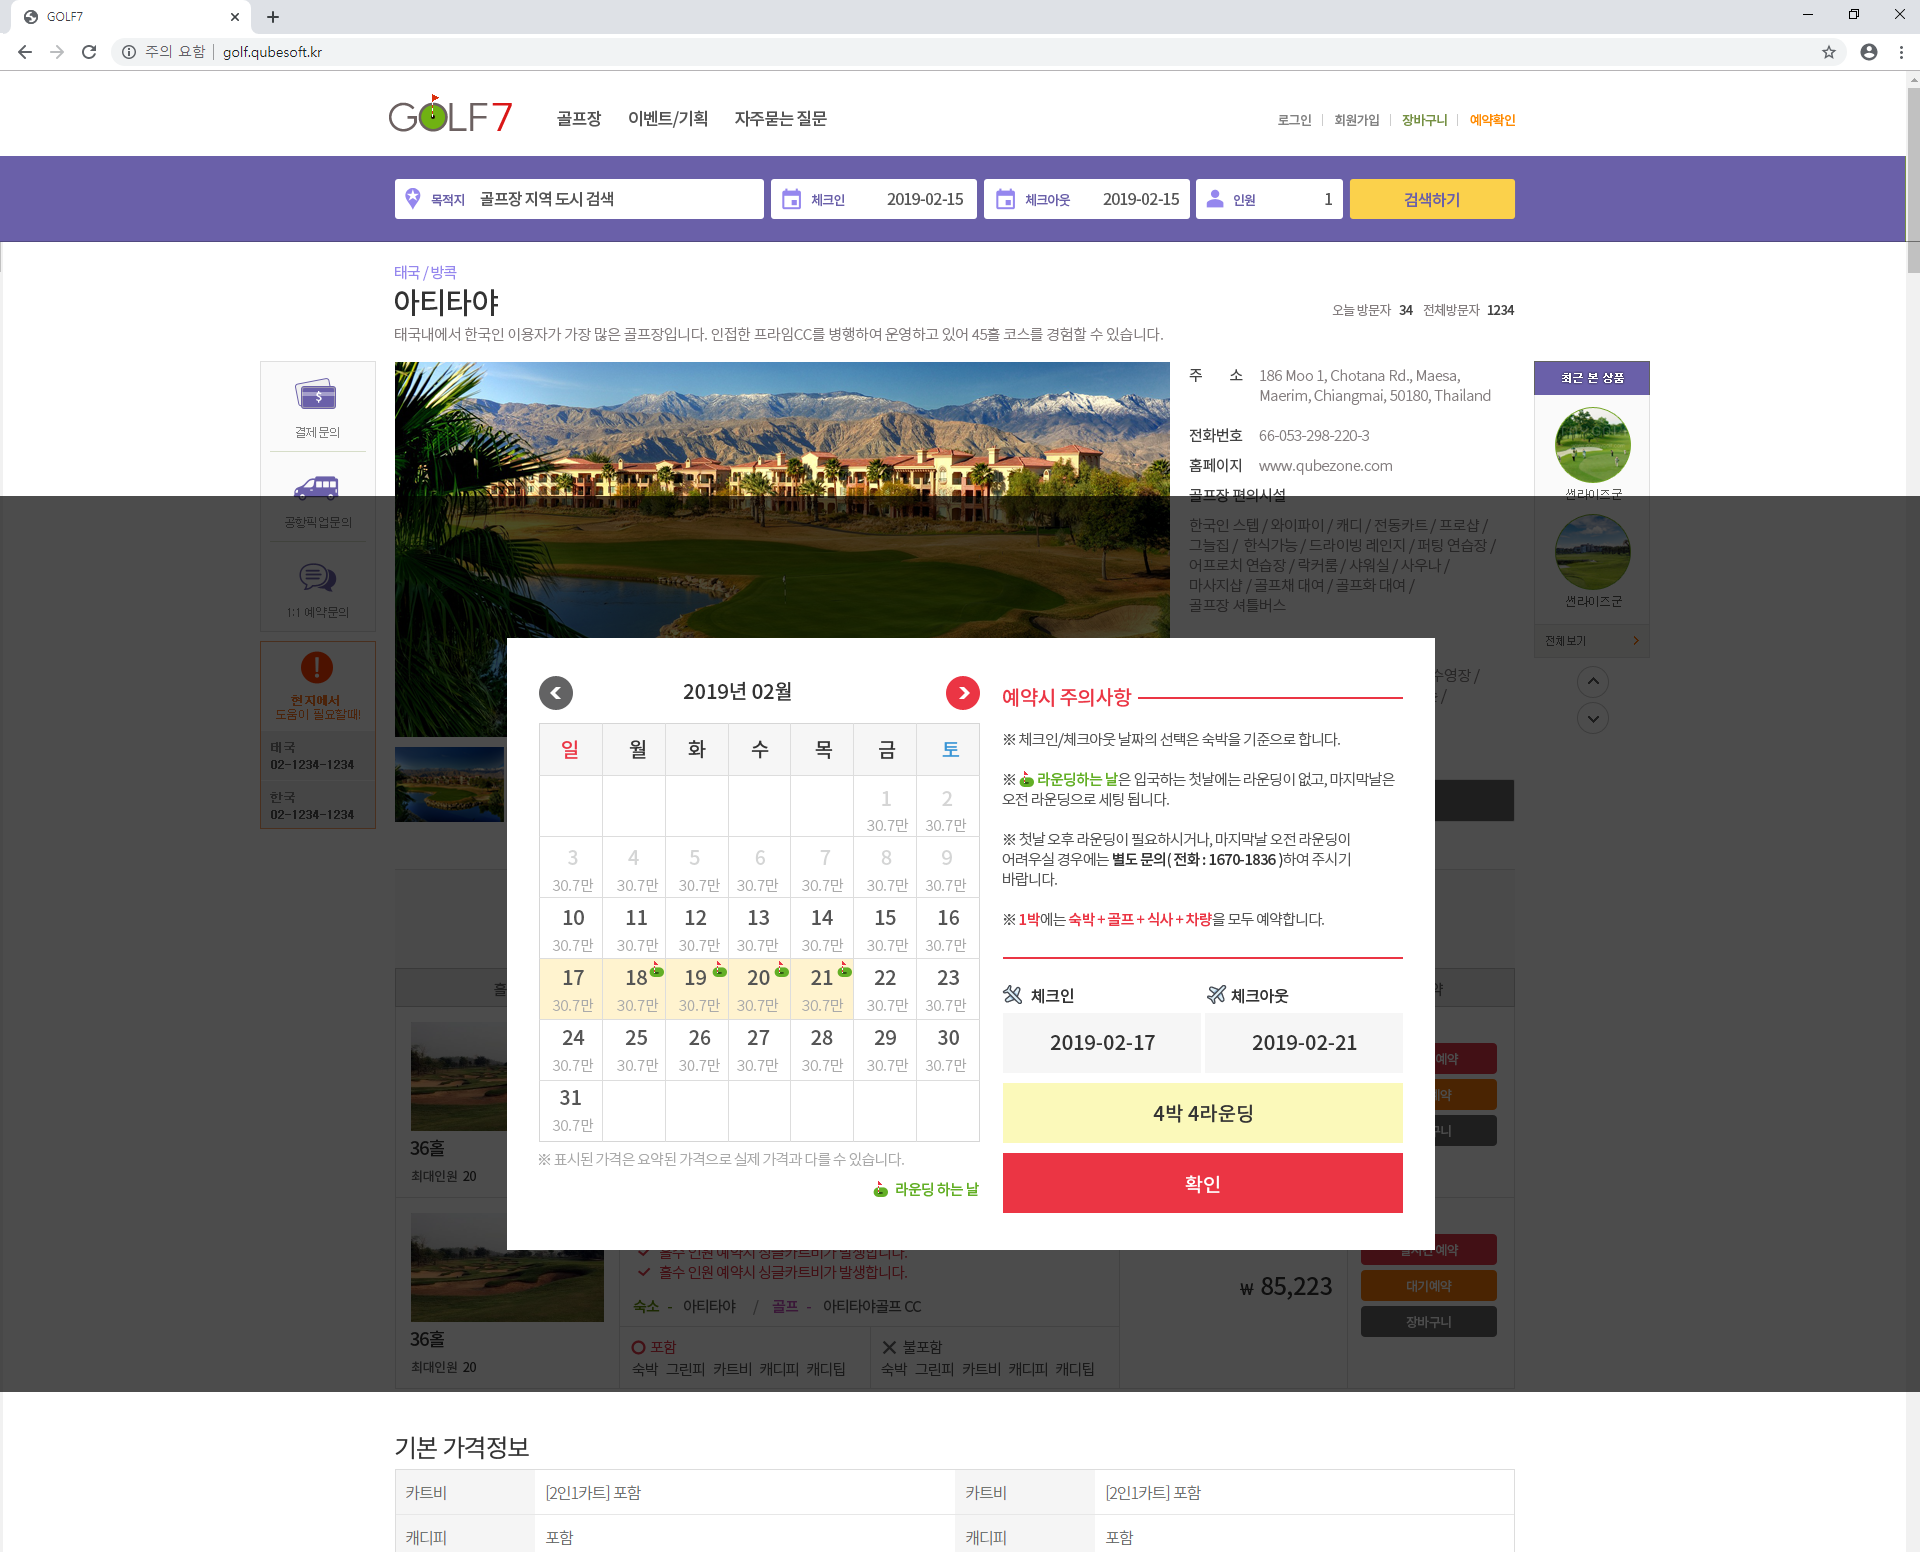 GOLF7
주의 요함 golf.qubesoft.kr
GOLF 7
골프장 이벤트/기획 자주묻는 질문
로그인 회원가입 장바구니 예약확인
목적지 골프장 지역 도시 검색 체크인 2019-02-15 체크아웃 2019-02-15 인원 1 검색하기
태국 / 방콕
아티타야
오늘 방문자 34 전체방문자 1234
태국내에서 한국인 이용자가 가장 많은 골프장입니다. 인접한 프라임CC를 병행하여 운영하고 있어 45홀 코스를 경험할 수 있습니다.
결제문의
공항픽업문의
1:1 예약문의
현지에서
도움이 필요할때!
태국
02-1234-1234
한국
02-1234-1234
주 소 186 Moo 1, Chotana Rd., Maesa,
Maerim, Chiangmai, 50180, Thailand
전화번호 66-053-298-220-3
홈페이지 www.qubezone.com
골프장 편의시설
한국인 스텝 / 와이파이 / 캐디 / 전동카트 / 프로샵 /
그늘집 / 한식가능 / 드라이빙 레인지 / 퍼팅 연습장 /
어프로치 연습장 / 락커룸 / 샤워실 / 사우나 /
마사지샵 / 골프채 대여 / 골프화 대여 /
골프장 셔틀버스
수영장 /
최근 본 상품
썬라이즈군
썬라이즈군
전체보기
2019년 02월
일 월 화 수 목 금 토
1 2
30.7만 30.7만
3 4 5 6 7 8 9
30.7만 30.7만 30.7만 30.7만 30.7만 30.7만 30.7만
10 11 12 13 14 15 16
30.7만 30.7만 30.7만 30.7만 30.7만 30.7만 30.7만
17 18 19 20 21 22 23
30.7만 30.7만 30.7만 30.7만 30.7만 30.7만 30.7만
24 25 26 27 28 29 30
30.7만 30.7만 30.7만 30.7만 30.7만 30.7만 30.7만
31
30.7만
※ 표시된 가격은 요약된 가격으로 실제 가격과 다를 수 있습니다.
라운딩 하는 날
예약시 주의사항
※ 체크인/체크아웃 날짜의 선택은 숙박을 기준으로 합니다.
※ 라운딩하는 날은 입국하는 첫날에는 라운딩이 없고, 마지막날은
오전 라운딩으로 세팅 됩니다.
※ 첫날 오후 라운딩이 필요하시거나, 마지막날 오전 라운딩이
어려우실 경우에는 별도 문의( 전화 : 1670-1836 )하여 주시기
바랍니다.
※ 1박에는 숙박 + 골프 + 식사 + 차량을 모두 예약합니다.
체크인 체크아웃
2019-02-17 2019-02-21
4박 4라운딩
확인
홀
약
예약
예약
구니
36홀
최대인원 20
홀수 인원 예약시 싱글카트비가 발생합니다.
홀수 인원 예약시 싱글카트비가 발생합니다.
숙소 - 아티타야 / 골프 - 아티타야골프 CC
포함 불포함
숙박 그린피 카트비 캐디피 캐디팁 숙박 그린피 카트비 캐디피 캐디팁
₩ 85,223
예약
대기예약
장바구니
36홀
최대인원 20
기본 가격정보
카트비 [2인1카트] 포함 카트비 [2인1카트] 포함
캐디피 포함 캐디피 포함